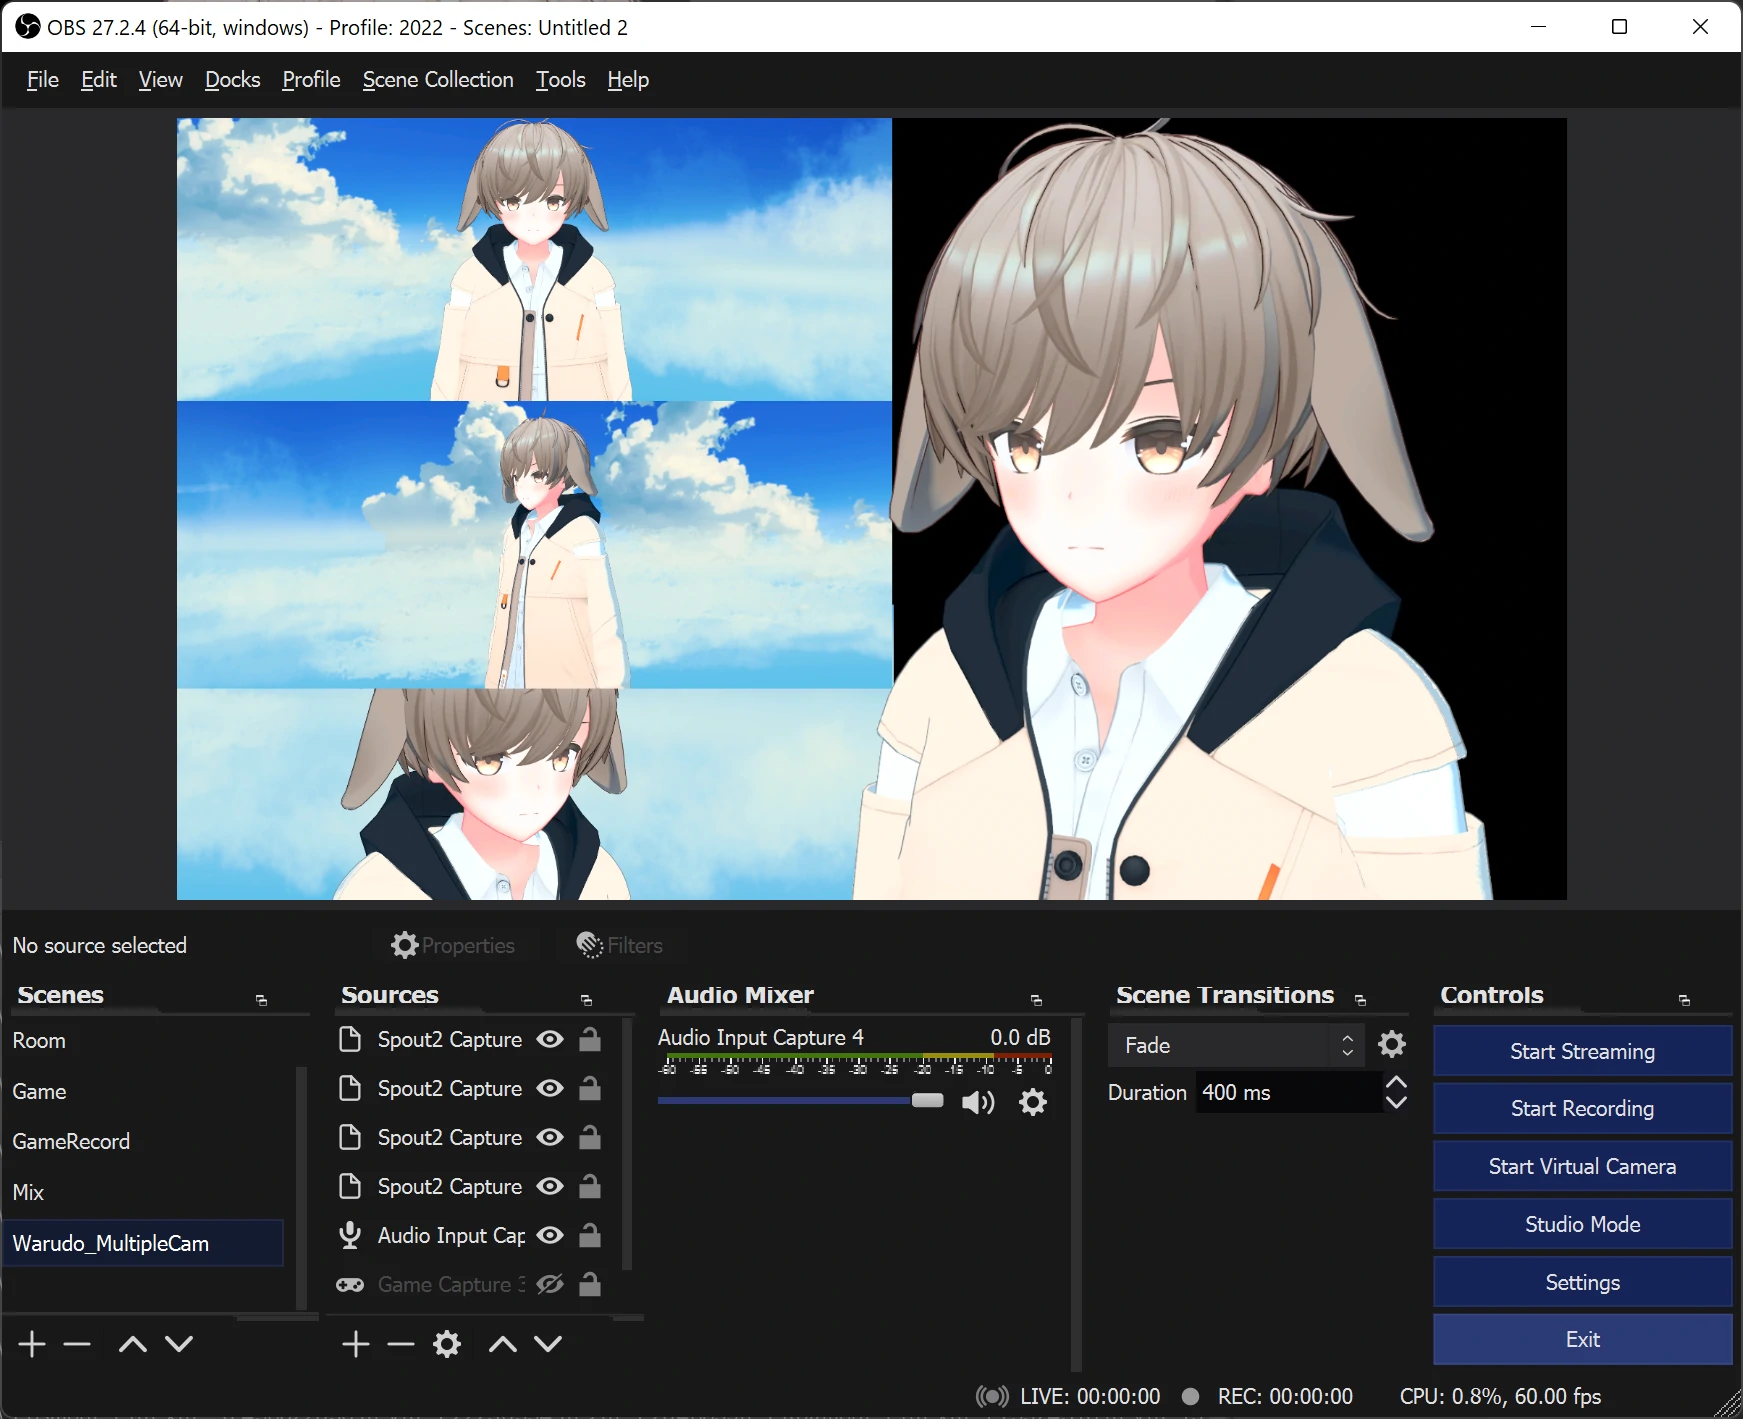 OBS 27.2.4 (64-bit, windows) - Profile: 2022 - Scenes: Untitled 2
File Edit View Docks Profile Scene Collection Tools Help
No source selected
Properties
Filters
Scenes
Room
Game
GameRecord
Mix
Warudo_MultipleCam
Sources
Spout2 Capture
Spout2 Capture
Spout2 Capture
Spout2 Capture
Audio Input Cap
Game Capture 3
Audio Mixer
Audio Input Capture 4 0.0 dB
-60 -55 -50 -45 -40 -35 -30 -25 -20 -15 -10 -5 0
Scene Transitions
Fade
Duration 400 ms
Controls
Start Streaming
Start Recording
Start Virtual Camera
Studio Mode
Settings
Exit
LIVE: 00:00:00 REC: 00:00:00 CPU: 0.8%, 60.00 fps